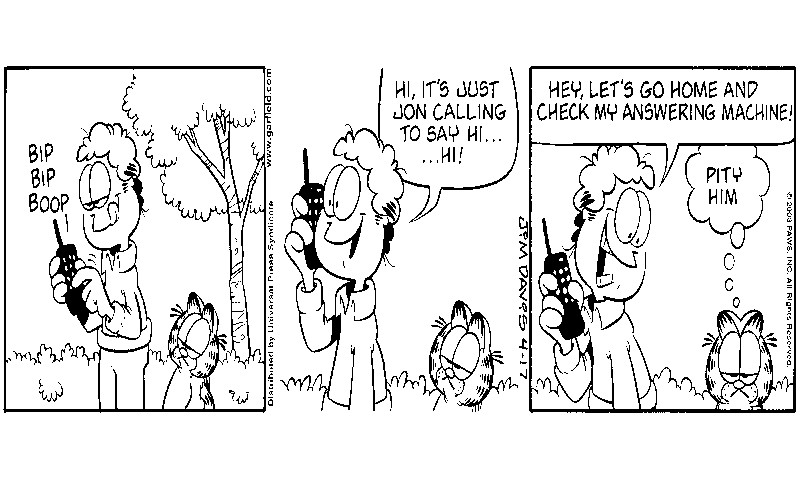 BIP
BIP
BOOP
www.garfield.com
Distributed by Universal Press Syndicate
HI, IT'S JUST
JON CALLING
TO SAY HI...
...HI!
JPM DAVPS 4-17
HEY, LET'S GO HOME AND
CHECK MY ANSWERING MACHINE!
PITY
HIM
PAWS, INC. All Rights Reserved.